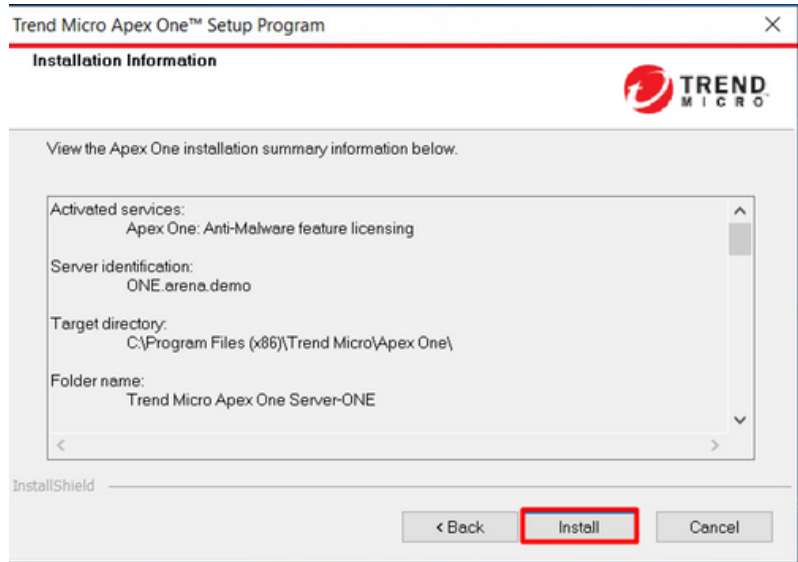 Trend Micro Apex One™ Setup Program
Installation Information
TREND
MICRO
View the Apex One installation summary information below.
Activated services:
Apex One: Anti-Malware feature licensing
Server identification:
ONE.arena.demo
Target directory:
C:\Program Files (x86)\Trend Micro\Apex One\
Folder name:
Trend Micro Apex One Server-ONE
InstallShield
< Back
Install
Cancel